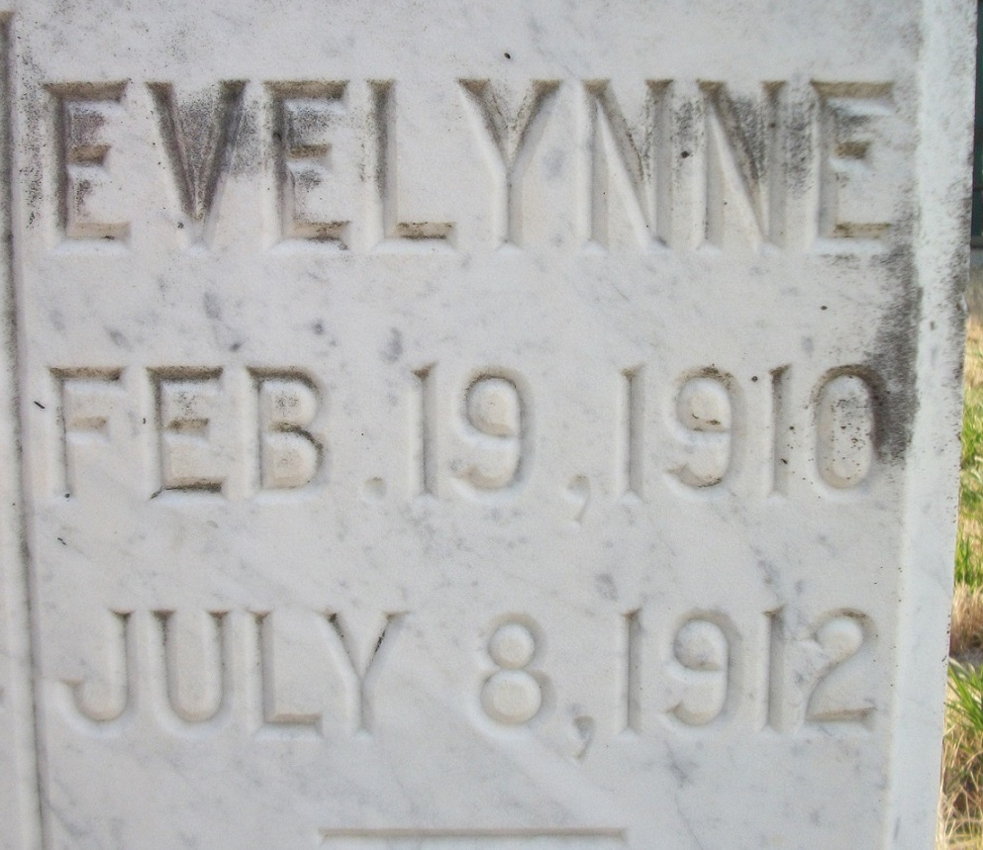 EVELYNNE
FEB. 19, 1910
JULY 8, 1912